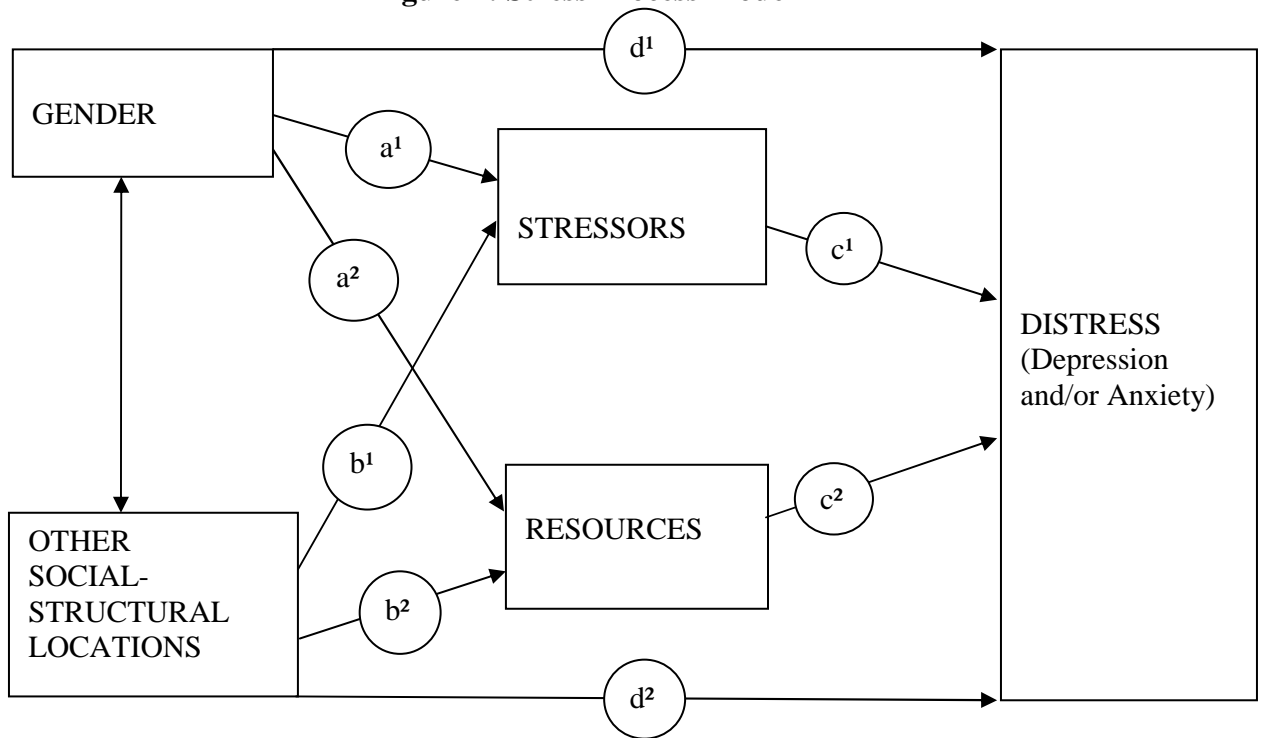 d¹
GENDER
a¹
STRESSORS
c¹
a²
DISTRESS
(Depression
and/or Anxiety)
b¹
RESOURCES
c²
OTHER
SOCIAL-
STRUCTURAL
LOCATIONS
b²
d²